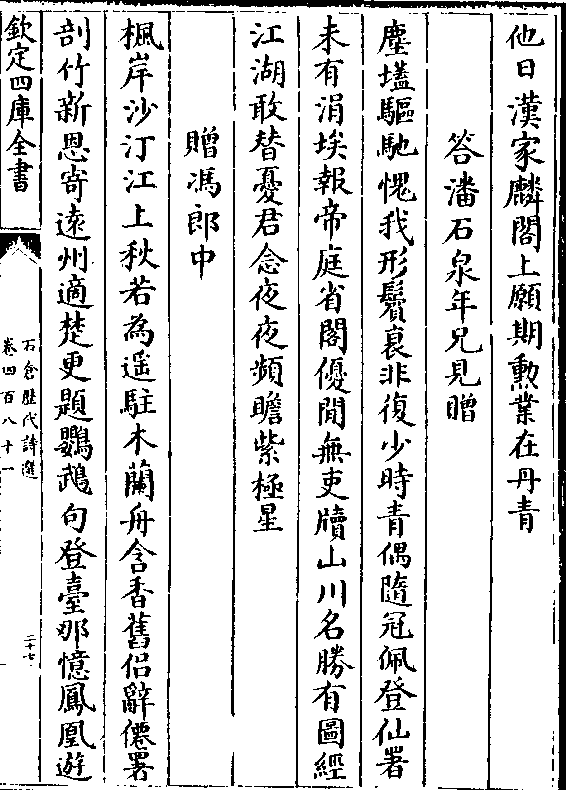 他日漢家麟閣上願期勲業在丹青
答潘石泉年兄見贈
塵壒驅馳愧我形鬢衰非復少時青偶隨冠佩登仙署
未有涓埃報帝庭省閣優閒無吏牘山川名勝有圖經
江湖敢替憂君念夜夜頻瞻紫極星
贈馮郎中
楓岸沙汀江上秋若為遥駐木蘭舟含香舊侣辭僊署
剖竹新恩寄逺州適楚更題鸚鵡句登臺那憶鳳凰遊
欽定四庫全書
石倉歴代詩選
卷四百八十一
二十七